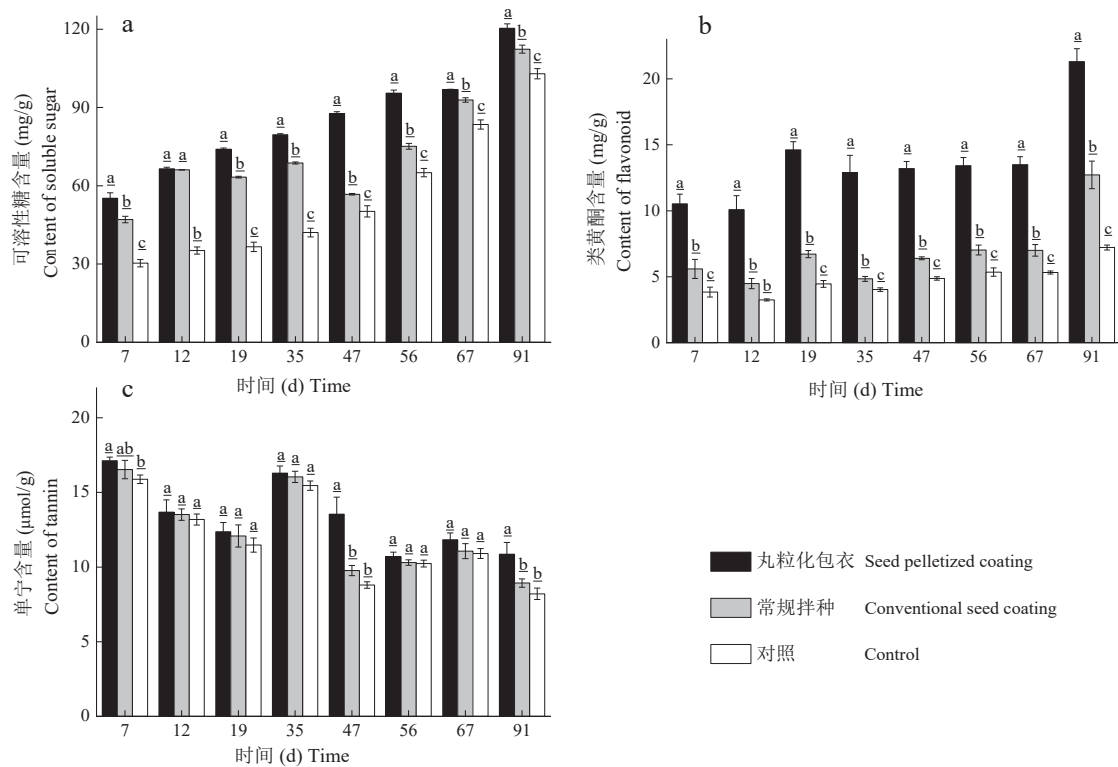 a
可溶性糖含量 (mg/g)
Content of soluble sugar
120
90
60
30
0
a b c
a a b
a b c
a b c
a b c
a b c
a b c
a b c
7 12 19 35 47 56 67 91
时间 (d) Time
b
类黄酮含量 (mg/g)
Content of flavonoid
20
15
10
5
0
a b c
a b b
a b c
a b c
a b c
a b c
a b c
a b c
7 12 19 35 47 56 67 91
时间 (d) Time
c
单宁含量 (μmol/g)
Content of tannin
20
15
10
5
0
a ab b
a a a
a a a
a a a
a b b
a a a
a a a
a b b
7 12 19 35 47 56 67 91
时间 (d) Time
丸粒化包衣 Seed pelletized coating
常规拌种 Conventional seed coating
对照 Control